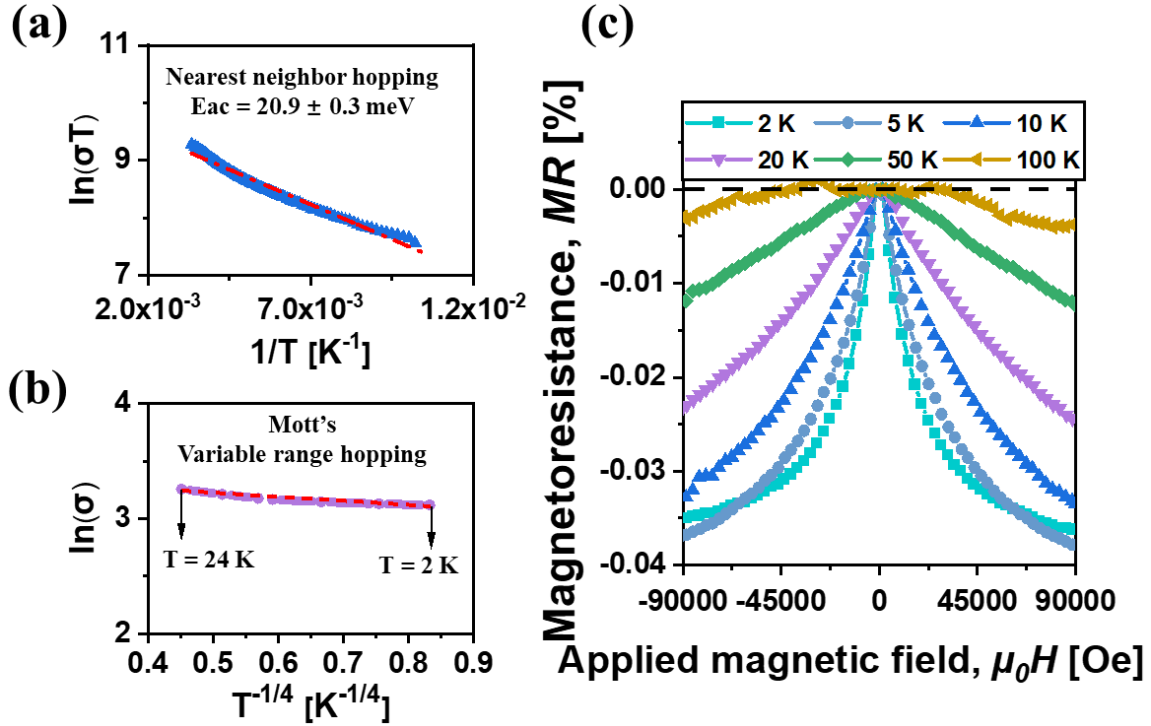 (a)
11
9
7
ln(σT)
Nearest neighbor hopping
Eac = 20.9 ± 0.3 meV
2.0x10⁻³ 7.0x10⁻³ 1.2x10⁻²
1/T [K⁻¹]
(b)
4
3
2
ln(σ)
Mott's
Variable range hopping
T = 24 K
T = 2 K
0.4 0.5 0.6 0.7 0.8 0.9
T⁻¹/⁴ [K⁻¹/⁴]
(c)
Magnetoresistance, MR [%]
2 K 5 K 10 K
20 K 50 K 100 K
0.00
-0.01
-0.02
-0.03
-0.04
-90000 -45000 0 45000 90000
Applied magnetic field, μ₀H [Oe]